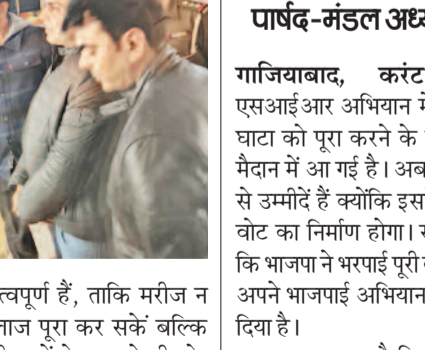 त्वपूर्ण हैं, ताकि मरीज न
लाज पूरा कर सकें बल्कि
पार्षद-मंडल अध्य
गाजियाबाद, करंट
एसआईआर अभियान में
घाटा को पूरा करने के
मैदान में आ गई है। अब
से उम्मीदें हैं क्योंकि इस
वोट का निर्माण होगा।
कि भाजपा ने भरपाई पूरी
अपने भाजपाई अभियान
दिया है।